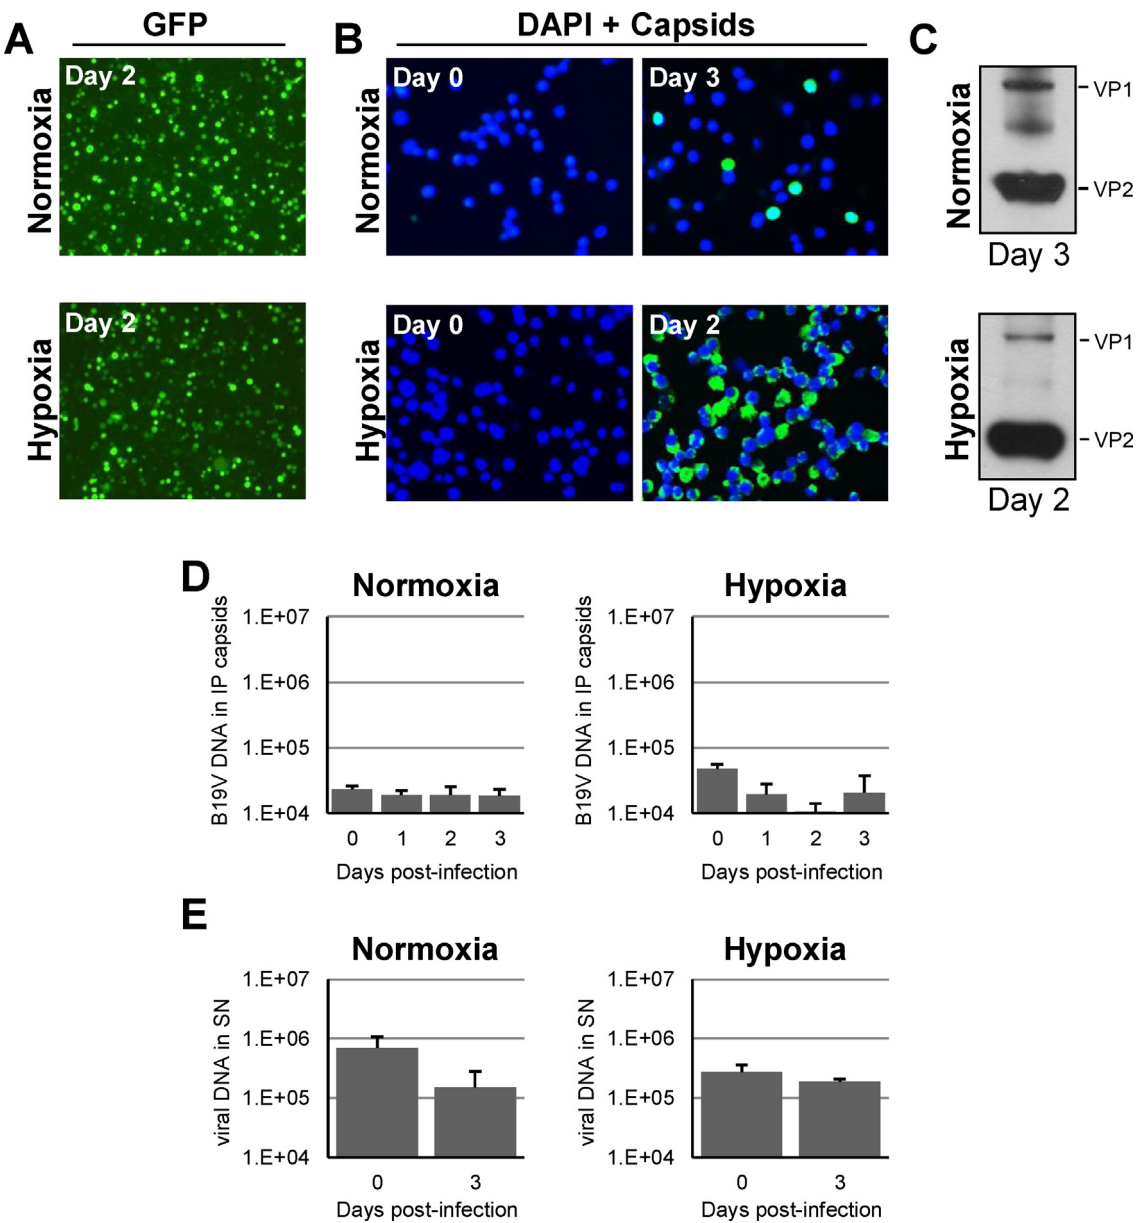 A
GFP
B
DAPI + Capsids
C
Normoxia
Day 2
Normoxia
Day 0
Day 3
Normoxia
VP1
VP2
Day 3
Hypoxia
Day 2
Hypoxia
Day 0
Day 2
Hypoxia
VP1
VP2
Day 2
D
Normoxia
B19V DNA in IP capsids
1.E+07
1.E+06
1.E+05
1.E+04
0 1 2 3
Days post-infection
Hypoxia
B19V DNA in IP capsids
1.E+07
1.E+06
1.E+05
1.E+04
0 1 2 3
Days post-infection
E
Normoxia
viral DNA in SN
1.E+07
1.E+06
1.E+05
1.E+04
0 3
Days post-infection
Hypoxia
viral DNA in SN
1.E+07
1.E+06
1.E+05
1.E+04
0 3
Days post-infection